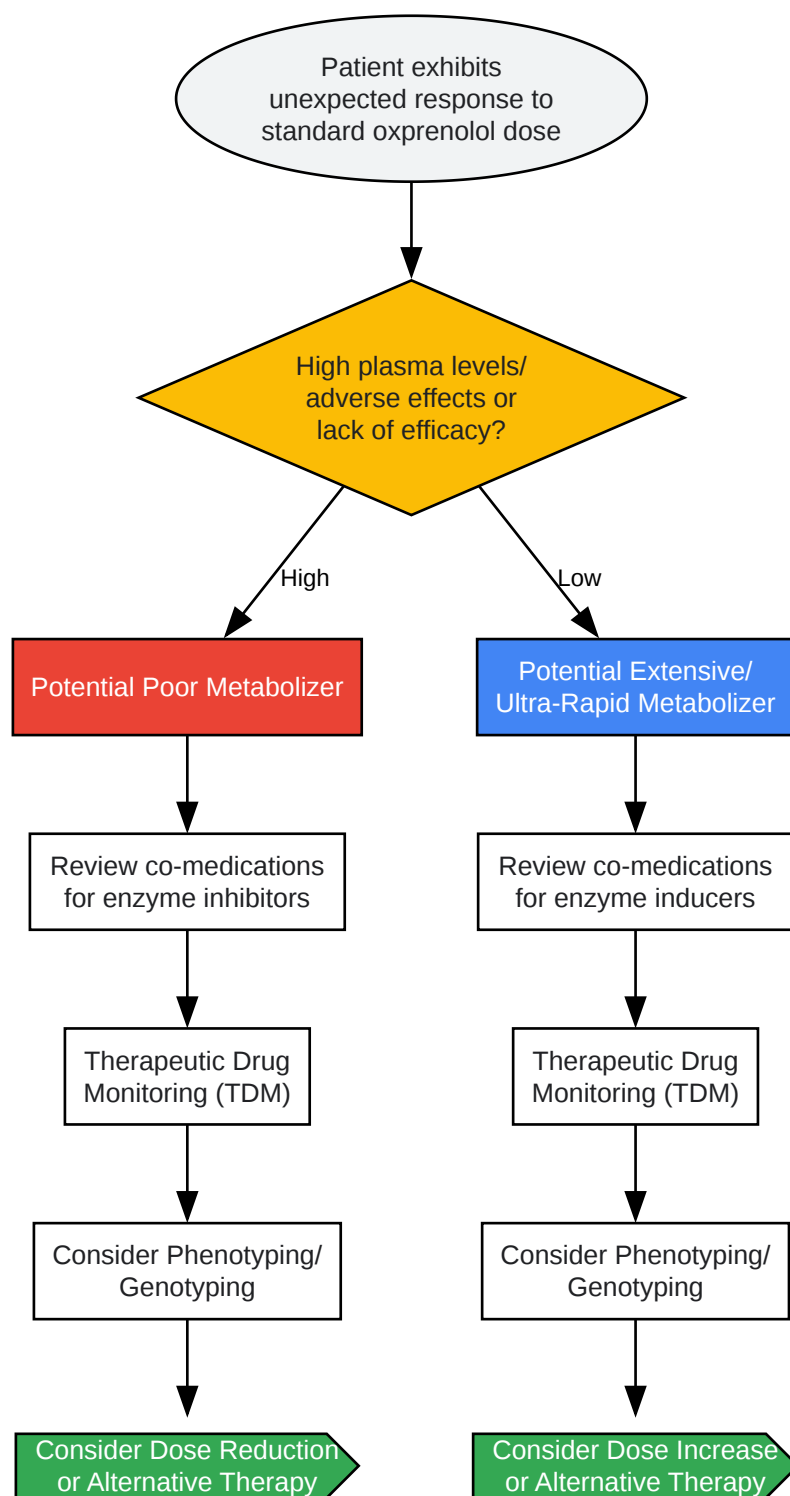 Patient exhibits
unexpected response to
standard oxprenolol dose
High plasma levels/
adverse effects or
lack of efficacy?
High
Low
Potential Poor Metabolizer
Potential Extensive/
Ultra-Rapid Metabolizer
Review co-medications
for enzyme inhibitors
Review co-medications
for enzyme inducers
Therapeutic Drug
Monitoring (TDM)
Therapeutic Drug
Monitoring (TDM)
Consider Phenotyping/
Genotyping
Consider Phenotyping/
Genotyping
Consider Dose Reduction
or Alternative Therapy
Consider Dose Increase
or Alternative Therapy